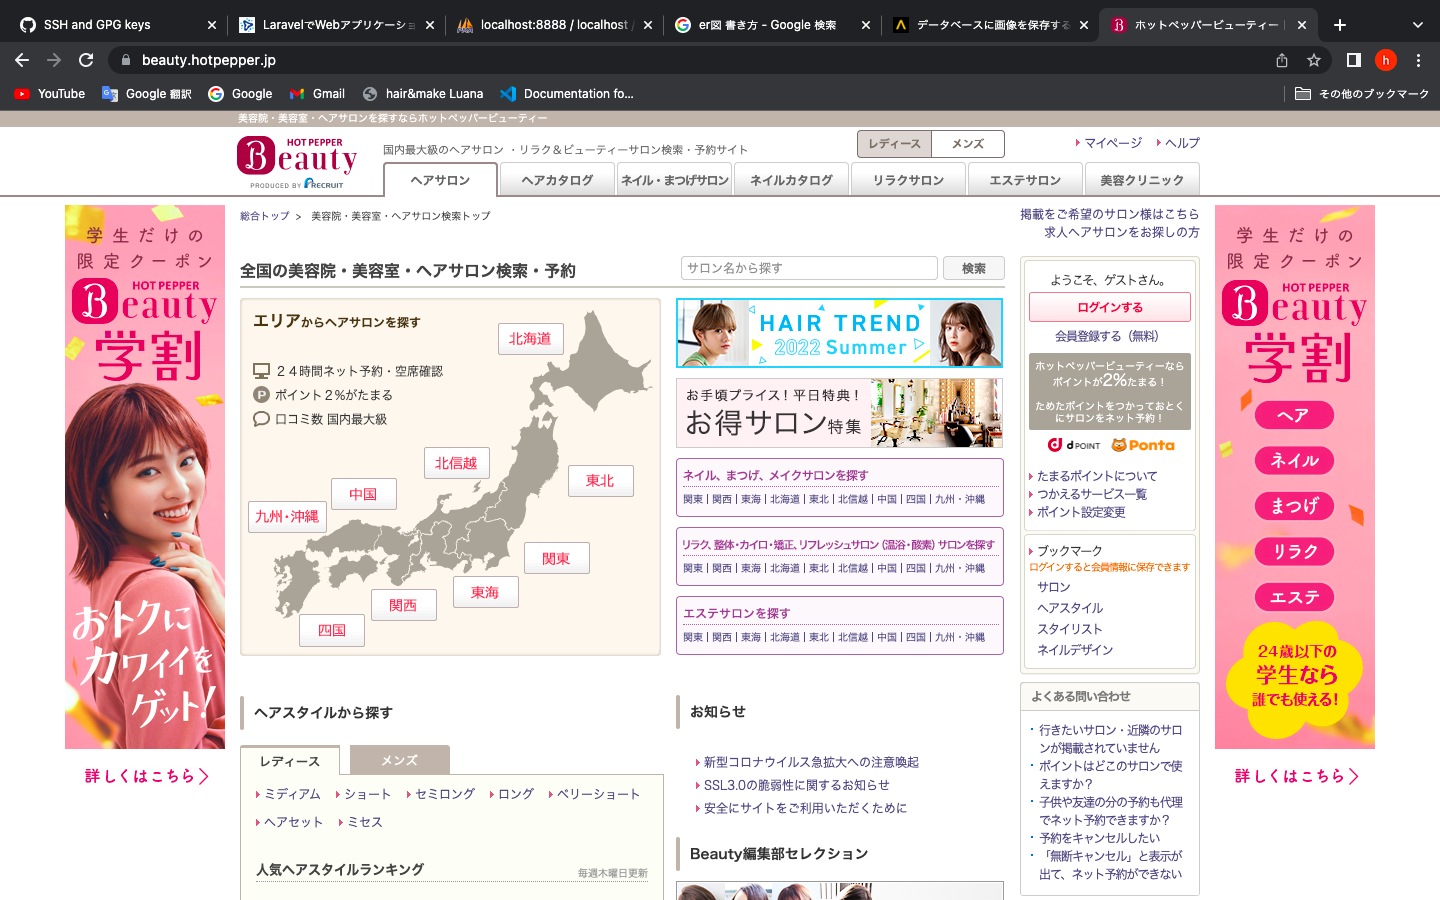 SSH and GPG keys
LaravelでWebアプリケーショ
localhost:8888 / localhost /
er図 書き方 - Google 検索
データベースに画像を保存する
ホットペッパービューティー |
beauty.hotpepper.jp
h
YouTube
Google 翻訳
Google
Gmail
hair&make Luana
Documentation fo...
その他のブックマーク
美容院・美容室・ヘアサロンを探すならホットペッパービューティー
HOT PEPPER
Beauty
PRODUCED BY RECRUIT
国内最大級のヘアサロン ・リラク＆ビューティーサロン検索・予約サイト
レディース
メンズ
マイページ
ヘルプ
ヘアサロン
ヘアカタログ
ネイル・まつげサロン
ネイルカタログ
リラクサロン
エステサロン
美容クリニック
学生だけの
限定クーポン
HOT PEPPER
Beauty
学割
おトクに
カワイイを
ゲット!
詳しくはこちら
総合トップ ＞ 美容院・美容室・ヘアサロン検索トップ
掲載をご希望のサロン様はこちら
求人ヘアサロンをお探しの方
全国の美容院・美容室・ヘアサロン検索・予約
サロン名から探す
検索
エリアからヘアサロンを探す
２４時間ネット予約・空席確認
P ポイント２%がたまる
口コミ数 国内最大級
北海道
北信越
東北
中国
九州・沖縄
関東
東海
関西
四国
HAIR TREND
2022 Summer
お手頃プライス！平日特典！
お得サロン特集
ネイル、まつげ、メイクサロンを探す
関東 | 関西 | 東海 | 北海道 | 東北 | 北信越 | 中国 | 四国 | 九州・沖縄
リラク、整体・カイロ・矯正、リフレッシュサロン（温浴・酸素）サロンを探す
関東 | 関西 | 東海 | 北海道 | 東北 | 北信越 | 中国 | 四国 | 九州・沖縄
エステサロンを探す
関東 | 関西 | 東海 | 北海道 | 東北 | 北信越 | 中国 | 四国 | 九州・沖縄
ようこそ、ゲストさん。
ログインする
会員登録する（無料）
ホットペッパービューティーなら
ポイントが2%たまる！
ためたポイントをつかっておとく
にサロンをネット予約！
d POINT
Ponta
たまるポイントについて
つかえるサービス一覧
ポイント設定変更
ブックマーク
ログインすると会員情報に保存できます
サロン
ヘアスタイル
スタイリスト
ネイルデザイン
よくある問い合わせ
行きたいサロン・近隣のサロ
ンが掲載されていません
ポイントはどこのサロンで使
えますか？
子供や友達の分の予約も代理
でネット予約できますか？
予約をキャンセルしたい
「無断キャンセル」と表示が
出て、ネット予約ができない
学生だけの
限定クーポン
HOT PEPPER
Beauty
学割
ヘア
ネイル
まつげ
リラク
エステ
24歳以下の
学生なら
誰でも使える!
詳しくはこちら
ヘアスタイルから探す
レディース
メンズ
ミディアム
ショート
セミロング
ロング
ベリーショート
ヘアセット
ミセス
人気ヘアスタイルランキング
毎週木曜日更新
お知らせ
新型コロナウイルス急拡大への注意喚起
SSL3.0の脆弱性に関するお知らせ
安全にサイトをご利用いただくために
Beauty編集部セレクション